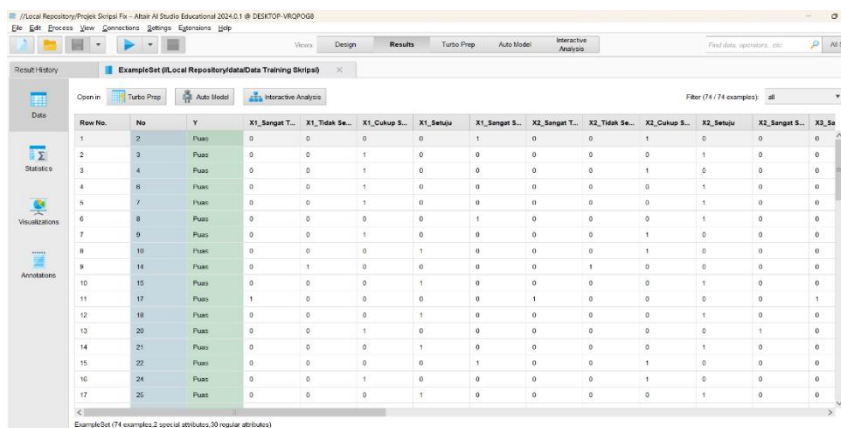 //Local Repository/Projek Skripsi Fix – Altair AI Studio Educational 2024.0.1 @ DESKTOP-VRQPOG8
File Edit Process View Connections Settings Extensions Help
Views: Design Results Turbo Prep Auto Model Interactive Analysis Find data, operators...etc All S
Result History ExampleSet (//Local Repository/data/Data Training Skripsi)
Data
Statistics
Visualizations
Annotations
Open in Turbo Prep Auto Model Interactive Analysis Filter (74 / 74 examples): all
Row No. No Y X1_Sangat T... X1_Tidak Se... X1_Cukup S... X1_Setuju X1_Sangat S... X2_Sangat T... X2_Tidak Se... X2_Cukup S... X2_Setuju X2_Sangat S... X3_Sa
1 2 Puas 0 0 0 0 1 0 0 1 0 0 0
2 3 Puas 0 0 1 0 0 0 0 0 1 0 0
3 4 Puas 0 0 1 0 0 0 0 1 0 0 0
4 6 Puas 0 0 1 0 0 0 0 0 1 0 0
5 7 Puas 0 0 1 0 0 0 0 0 1 0 0
6 8 Puas 0 0 0 0 1 0 0 0 1 0 0
7 9 Puas 0 0 1 0 0 0 0 1 0 0 0
8 10 Puas 0 0 0 1 0 0 0 1 0 0 0
9 14 Puas 0 1 0 0 0 0 1 0 0 0 0
10 15 Puas 0 0 0 1 0 0 0 0 1 0 0
11 17 Puas 1 0 0 0 0 1 0 0 0 0 1
12 18 Puas 0 0 0 1 0 0 0 0 1 0 0
13 20 Puas 0 0 1 0 0 0 0 0 0 1 0
14 21 Puas 0 0 0 1 0 0 0 0 1 0 0
15 22 Puas 0 0 0 0 1 0 0 1 0 0 0
16 24 Puas 0 0 1 0 0 0 0 1 0 0 0
17 25 Puas 0 0 0 1 0 0 0 0 1 0 0
ExampleSet (74 examples,2 special attributes,30 regular attributes)